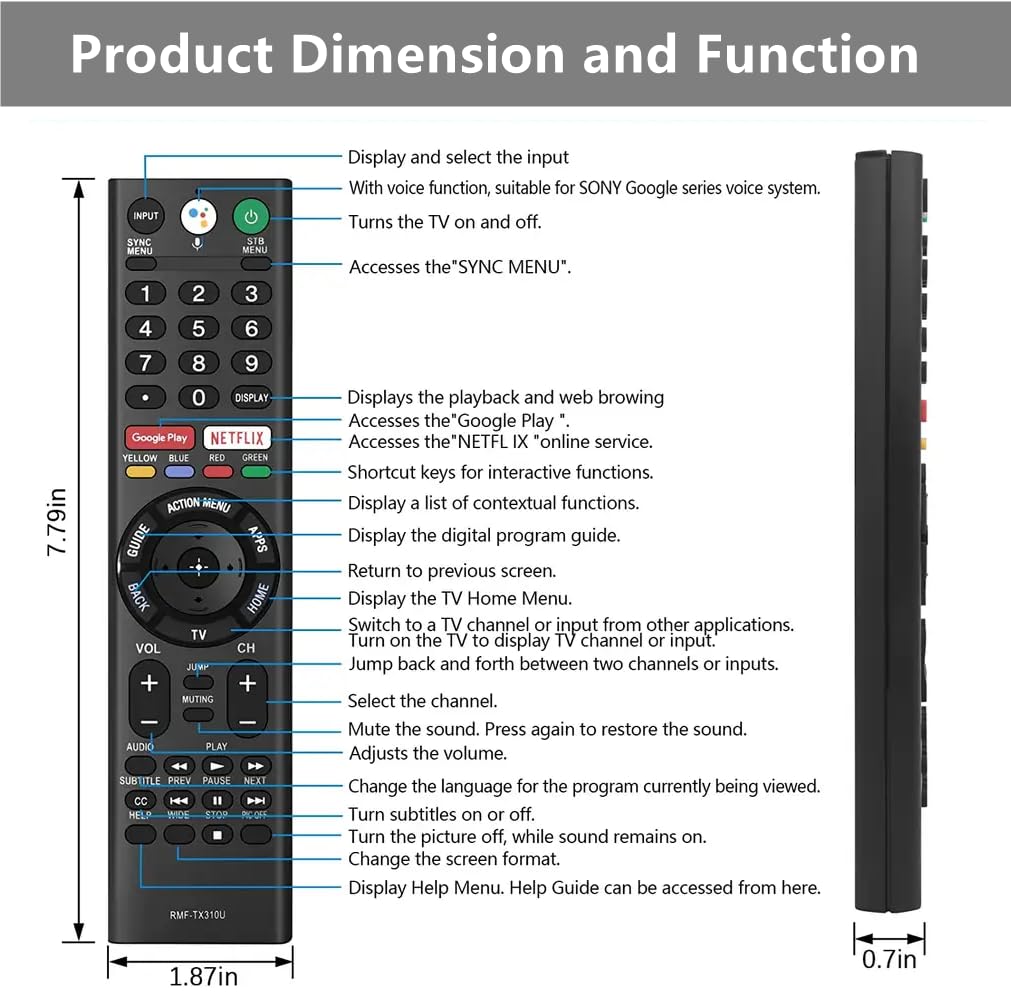 Product Dimension and Function
Display and select the input
With voice function, suitable for SONY Google series voice system.
INPUT
Turns the TV on and off.
SYNC MENU
STB MENU
Accesses the"SYNC MENU".
1 2 3
4 5 6
7 8 9
• 0 DISPLAY
Displays the playback and web browing
Accesses the"Google Play ".
Google Play NETFLIX
Accesses the"NETFL IX "online service.
YELLOW BLUE RED GREEN
Shortcut keys for interactive functions.
ACTION MENU
Display a list of contextual functions.
GUIDE APPS
Display the digital program guide.
Return to previous screen.
BACK HOME
Display the TV Home Menu.
Switch to a TV channel or input from other applications.
TV
Turn on the TV to display TV channel or input.
VOL CH
JUMP
Jump back and forth between two channels or inputs.
+ +
MUTING
Select the channel.
– –
Mute the sound. Press again to restore the sound.
AUDIO PLAY
Adjusts the volume.
SUBTITLE PREV PAUSE NEXT
Change the language for the program currently being viewed.
CC
HELP WIDE STOP PIC OFF
Turn subtitles on or off.
Turn the picture off, while sound remains on.
Change the screen format.
Display Help Menu. Help Guide can be accessed from here.
RMF-TX310U
7.79in
1.87in
0.7in